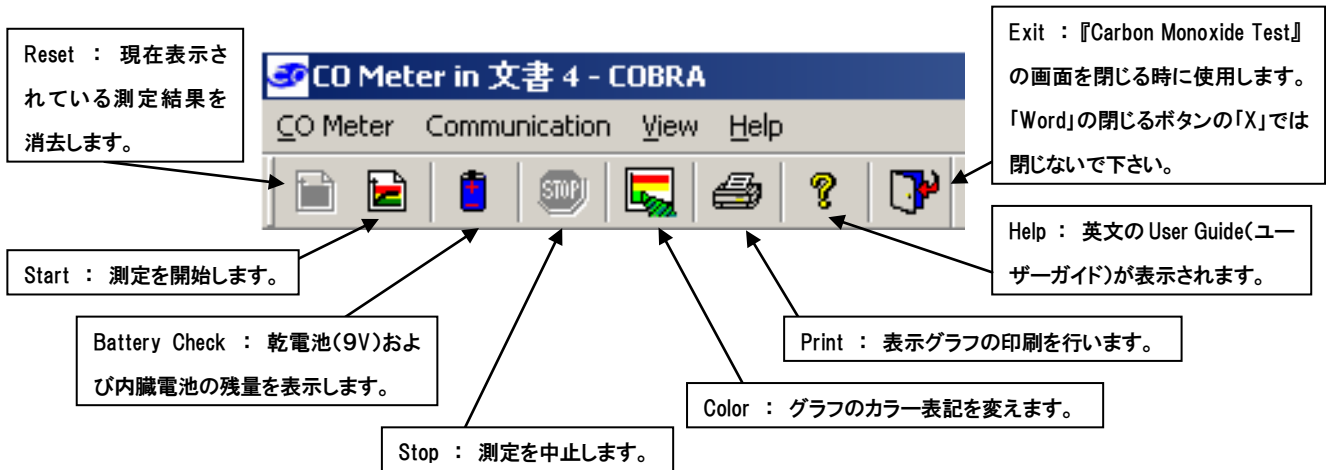 Reset ： 現在表示さ
れている測定結果を
消去します。
Exit ：『Carbon Monoxide Test』
の画面を閉じる時に使用します。
「Word」の閉じるボタンの「X」では
閉じないで下さい。
CO CO Meter in 文書 4 - COBRA
CO Meter Communication View Help
STOP
Help ： 英文の User Guide（ユー
ザーガイド）が表示されます。
Start ： 測定を開始します。
Battery Check ： 乾電池（9V）およ
び内臓電池の残量を表示します。
Print ： 表示グラフの印刷を行います。
Color ： グラフのカラー表記を変えます。
Stop ： 測定を中止します。